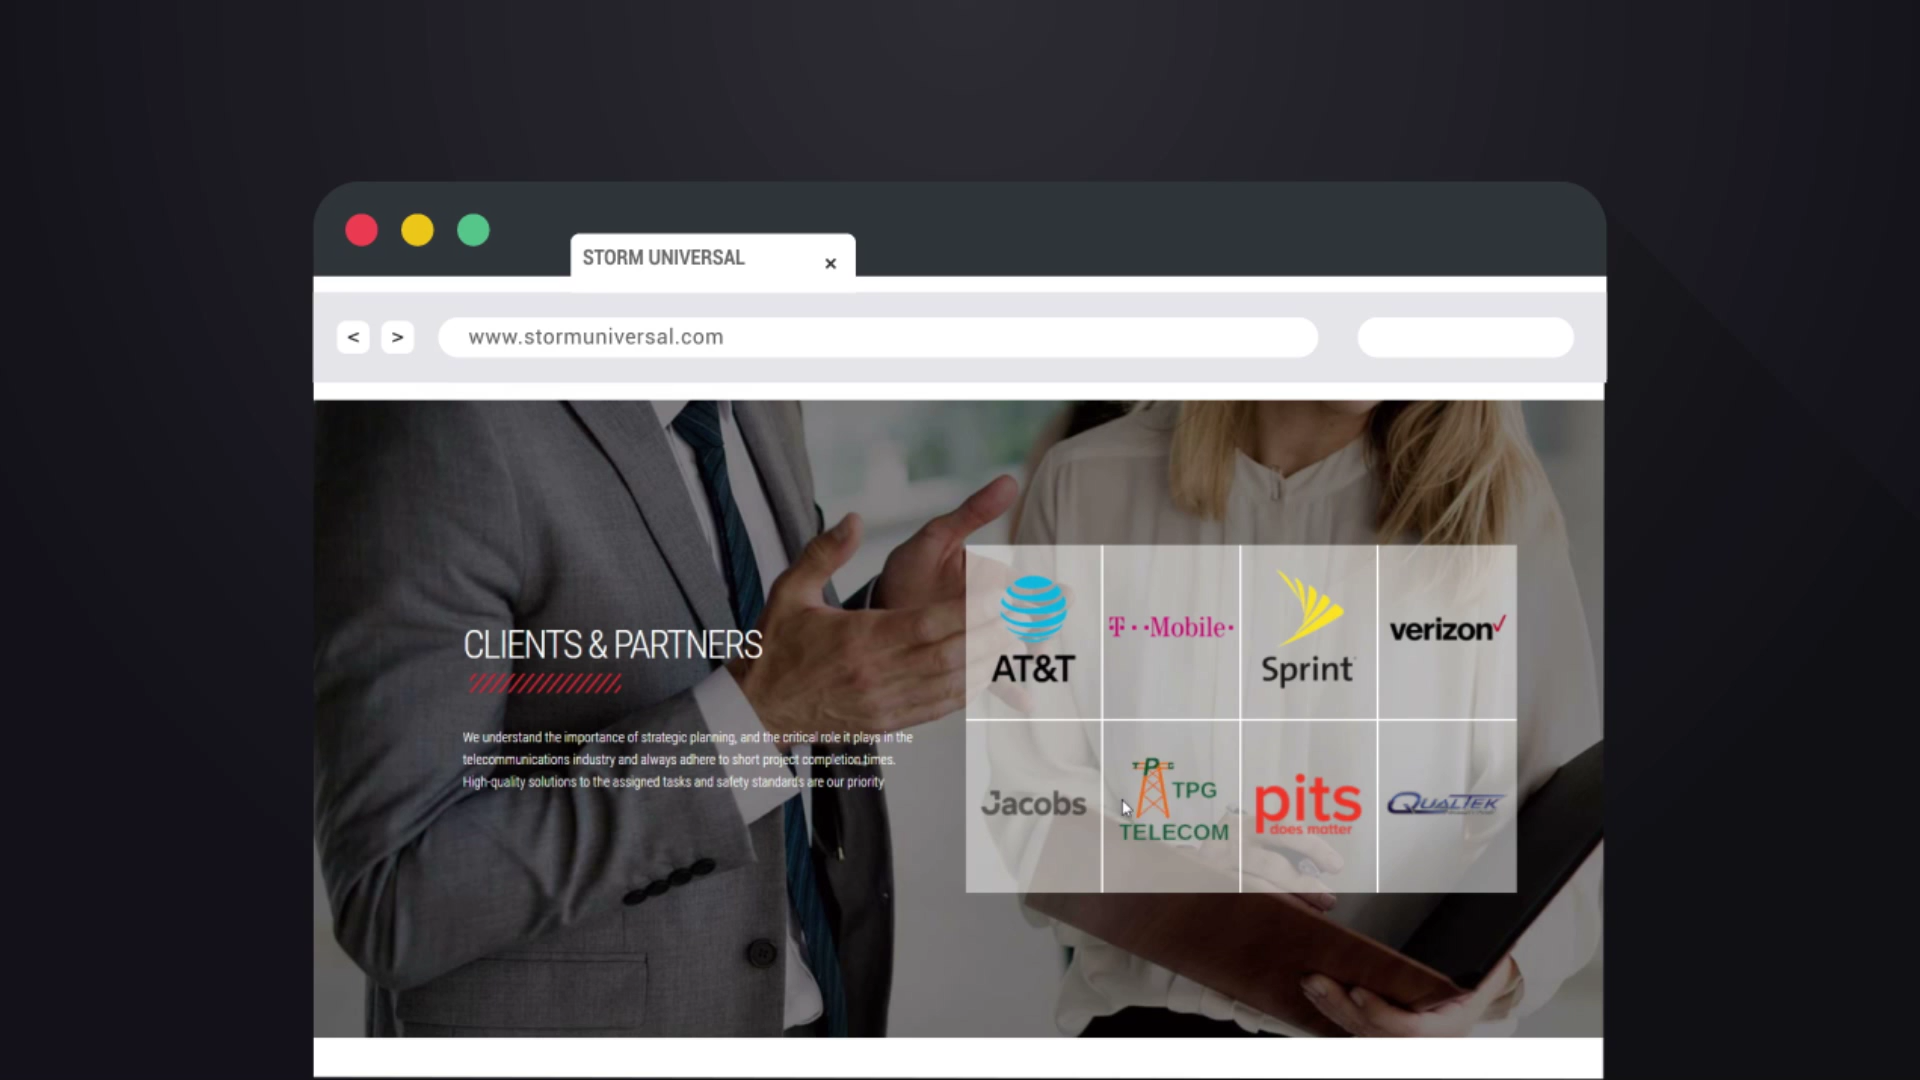 STORM UNIVERSAL ×
< > www.stormuniversal.com
CLIENTS & PARTNERS
We understand the importance of strategic planning, and the critical role it plays in the
telecommunications industry and always adhere to short project completion times.
High-quality solutions to the assigned tasks and safety standards are our priority
AT&T
T··Mobile·
Sprint
verizon
Jacobs
TPG
TELECOM
pits
does matter
QUALTEK